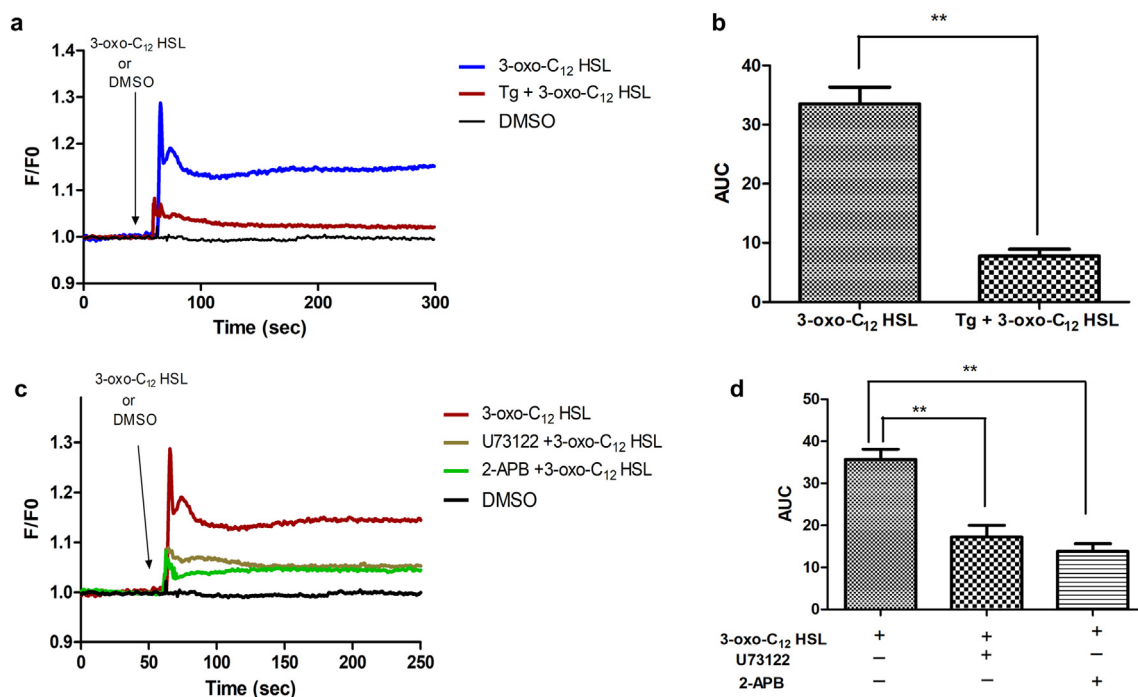 a
3-oxo-C₁₂ HSL
or
DMSO
1.4
1.3
1.2
1.1
1.0
0.9
F/F0
0
100
200
300
Time (sec)
3-oxo-C₁₂ HSL
Tg + 3-oxo-C₁₂ HSL
DMSO
b
**
40
30
20
10
0
AUC
3-oxo-C₁₂ HSL
Tg + 3-oxo-C₁₂ HSL
c
3-oxo-C₁₂ HSL
or
DMSO
1.3
1.2
1.1
1.0
0.9
F/F0
0
50
100
150
200
250
Time (sec)
3-oxo-C₁₂ HSL
U73122 +3-oxo-C₁₂ HSL
2-APB +3-oxo-C₁₂ HSL
DMSO
d
**
**
50
40
30
20
10
0
AUC
3-oxo-C₁₂ HSL + + +
U73122 – + –
2-APB – – +